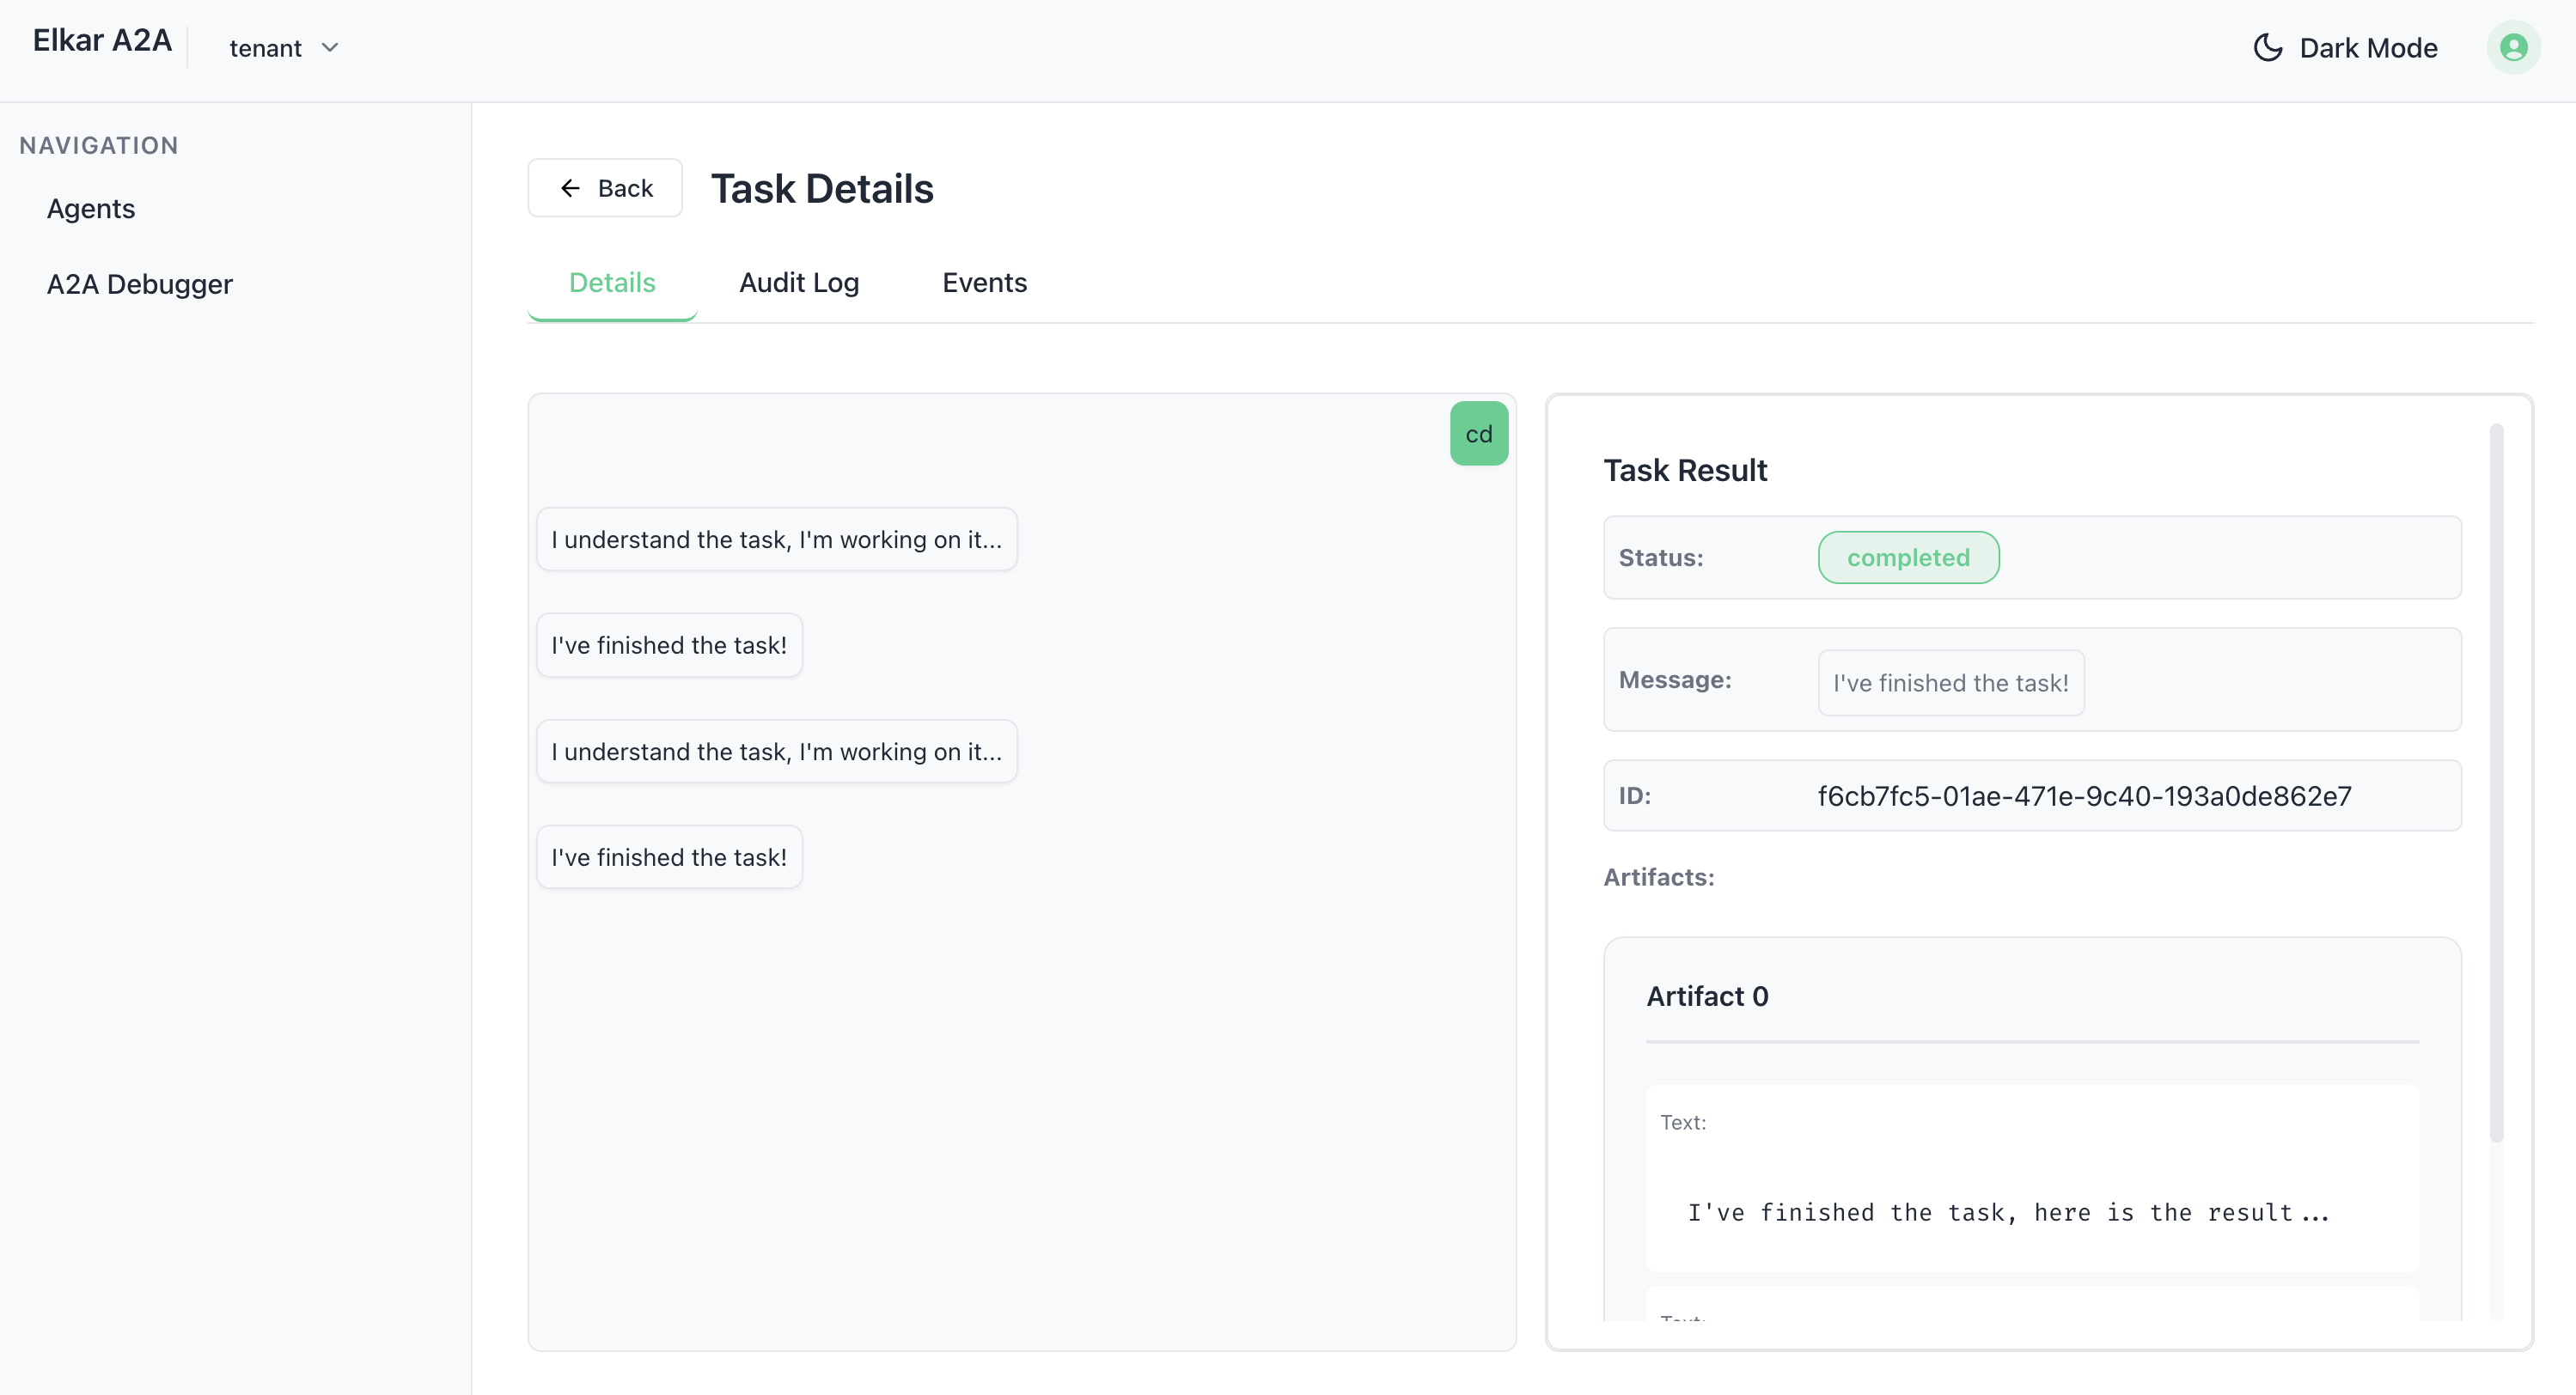 Elkar A2A
tenant
Dark Mode
NAVIGATION
Agents
A2A Debugger
Back
Task Details
Details
Audit Log
Events
cd
I understand the task, I'm working on it...
I've finished the task!
I understand the task, I'm working on it...
I've finished the task!
Task Result
Status:
completed
Message:
I've finished the task!
ID:
f6cb7fc5-01ae-471e-9c40-193a0de862e7
Artifacts:
Artifact 0
Text:
I've finished the task, here is the result...
Text: